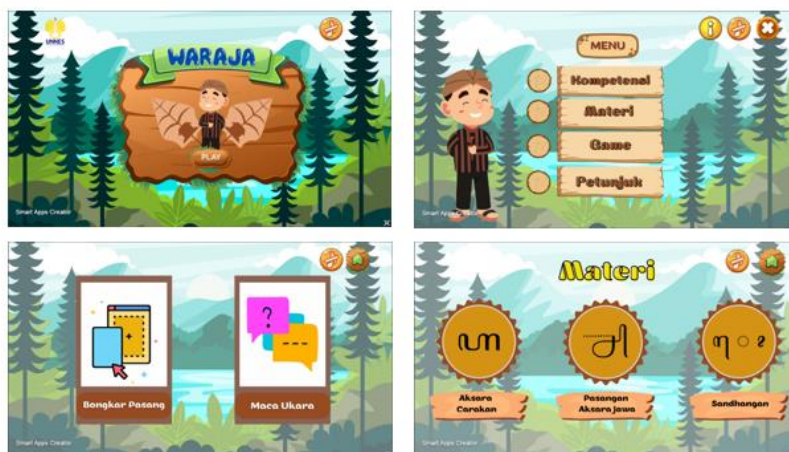 UNNES
WARAJA
PLAY
Smart Apps Creator
MENU
Kompetensi
Materi
Game
Petunjuk
Smart Apps Creator
?
---
Bongkar Pasang
Maca Ukara
Smart Apps Creator
Materi
ꦲ
Aksara
Carakan
Pasangan
Aksara jawa
Sandhangan
Smart Apps Creator